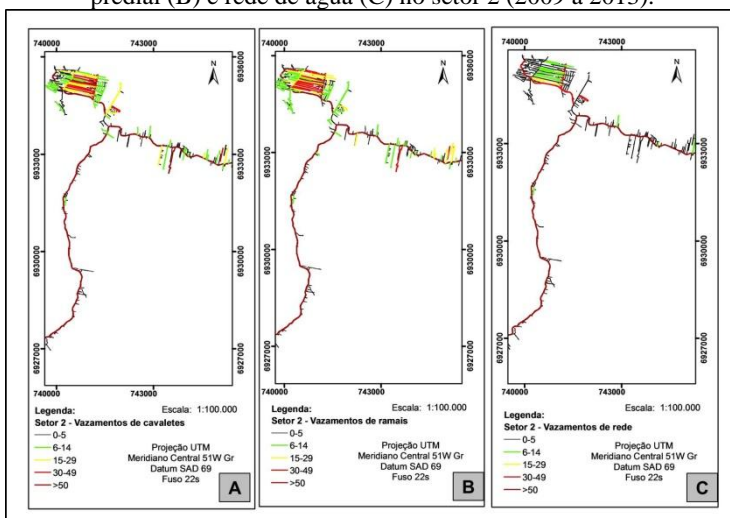 predial (B) e rede de água (C) no setor 2 (2009 a 2013).
740000
743000
N
6936000
6933000
6930000
6927000
740000
743000
Legenda:
Escala: 1:100.000
Setor 2 - Vazamentos de cavaletes
0-5
6-14
15-29
30-49
>50
Projeção UTM
Meridiano Central 51W Gr
Datum SAD 69
Fuso 22s
A
740000
743000
N
6936000
6933000
6930000
6927000
740000
743000
Legenda:
Escala: 1:100.000
Setor 2 - Vazamentos de ramais
0-5
6-14
15-29
30-49
>50
Projeção UTM
Meridiano Central 51W Gr
Datum SAD 69
Fuso 22s
B
740000
743000
N
6936000
6933000
6930000
6927000
740000
743000
Legenda:
Escala: 1:100.000
Setor 2 - Vazamentos de rede
0-5
6-14
15-29
30-49
>50
Projeção UTM
Meridiano Central 51W Gr
Datum SAD 69
Fuso 22s
C